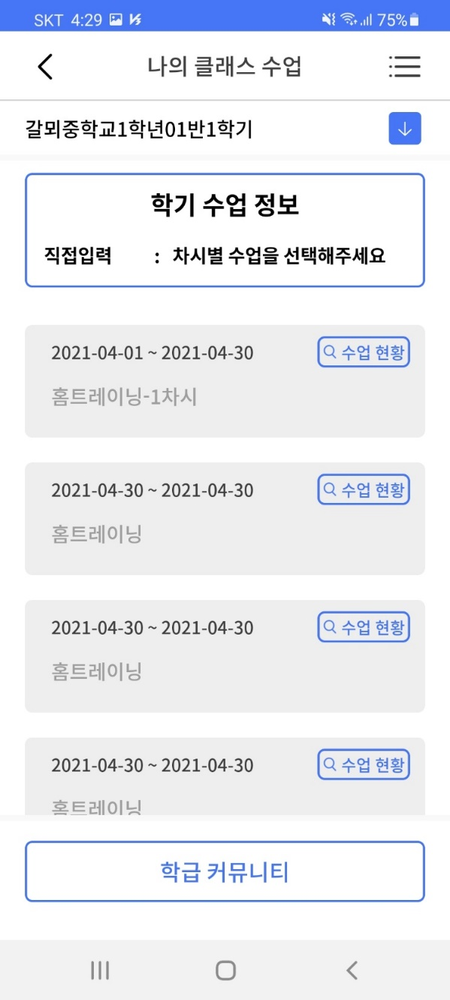 SKT 4:29 75%
나의 클래스 수업
갈뫼중학교1학년01반1학기
학기 수업 정보
직접입력 : 차시별 수업을 선택해주세요
2021-04-01 ~ 2021-04-30 수업 현황
홈트레이닝-1차시
2021-04-30 ~ 2021-04-30 수업 현황
홈트레이닝
2021-04-30 ~ 2021-04-30 수업 현황
홈트레이닝
2021-04-30 ~ 2021-04-30 수업 현황
홈트레이닝
학급 커뮤니티